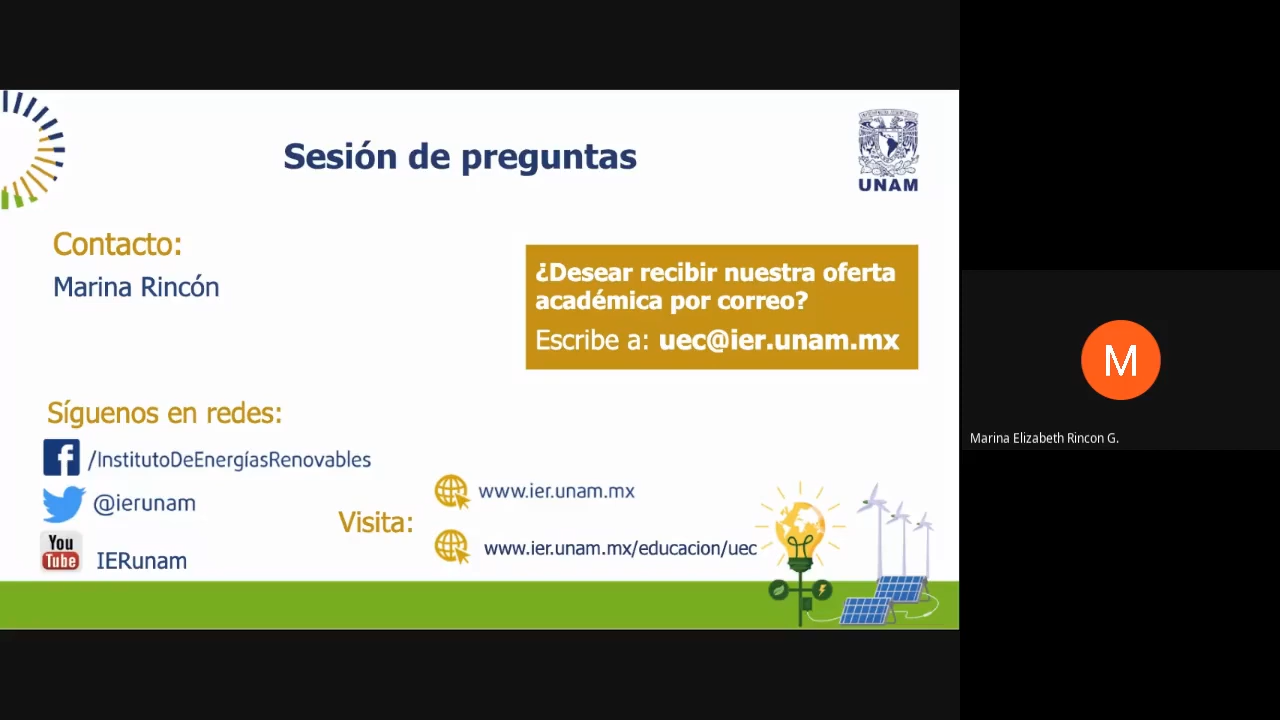 Sesión de preguntas
UNAM
Contacto:
Marina Rincón
¿Desear recibir nuestra oferta
académica por correo?
Escribe a: uec@ier.unam.mx
Síguenos en redes:
/InstitutoDeEnergíasRenovables
@ierunam
You
Tube
IERunam
Visita:
www.ier.unam.mx
www.ier.unam.mx/educacion/uec
M
Marina Elizabeth Rincon G.